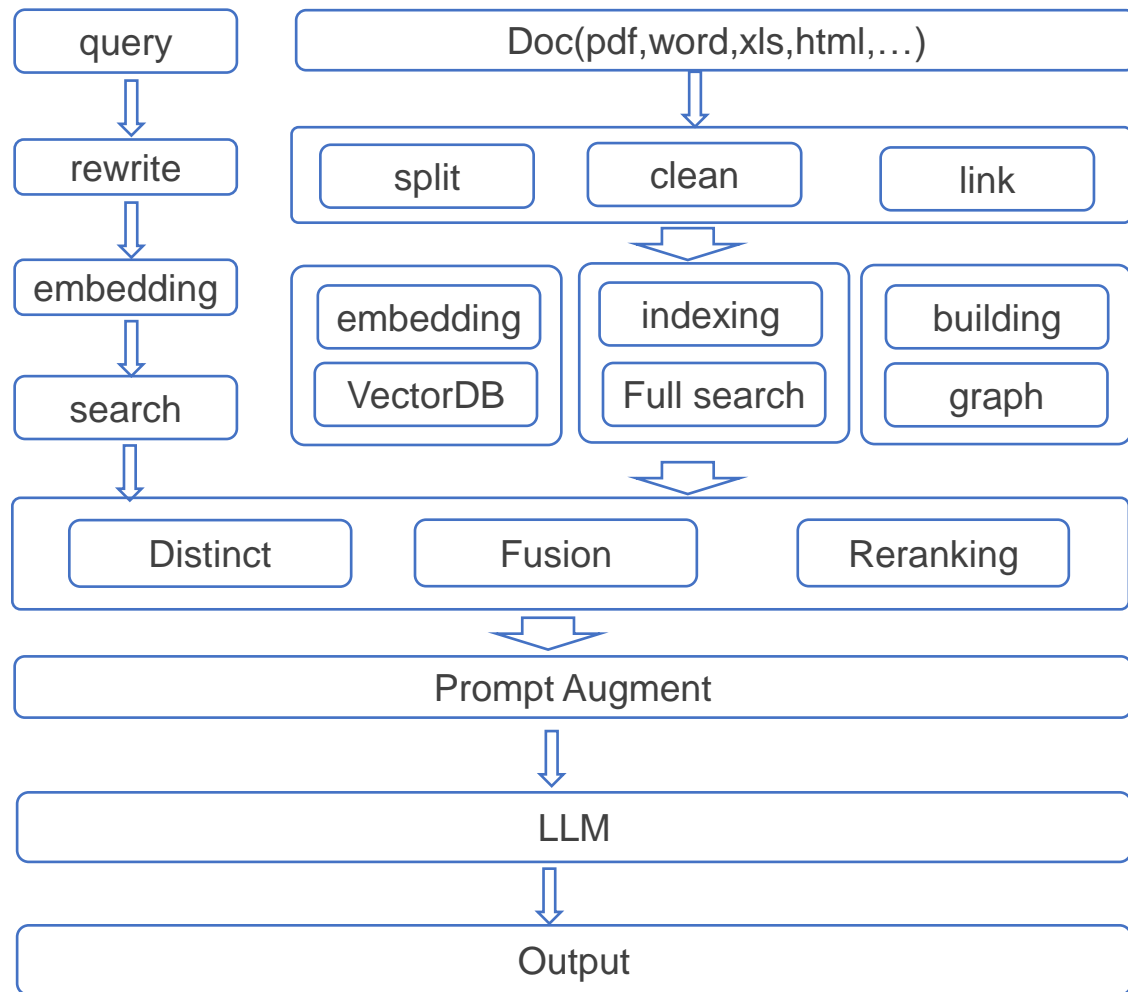 query
Doc(pdf,word,xls,html,…)
rewrite
split
clean
link
embedding
embedding
indexing
building
search
VectorDB
Full search
graph
Distinct
Fusion
Reranking
Prompt Augment
LLM
Output